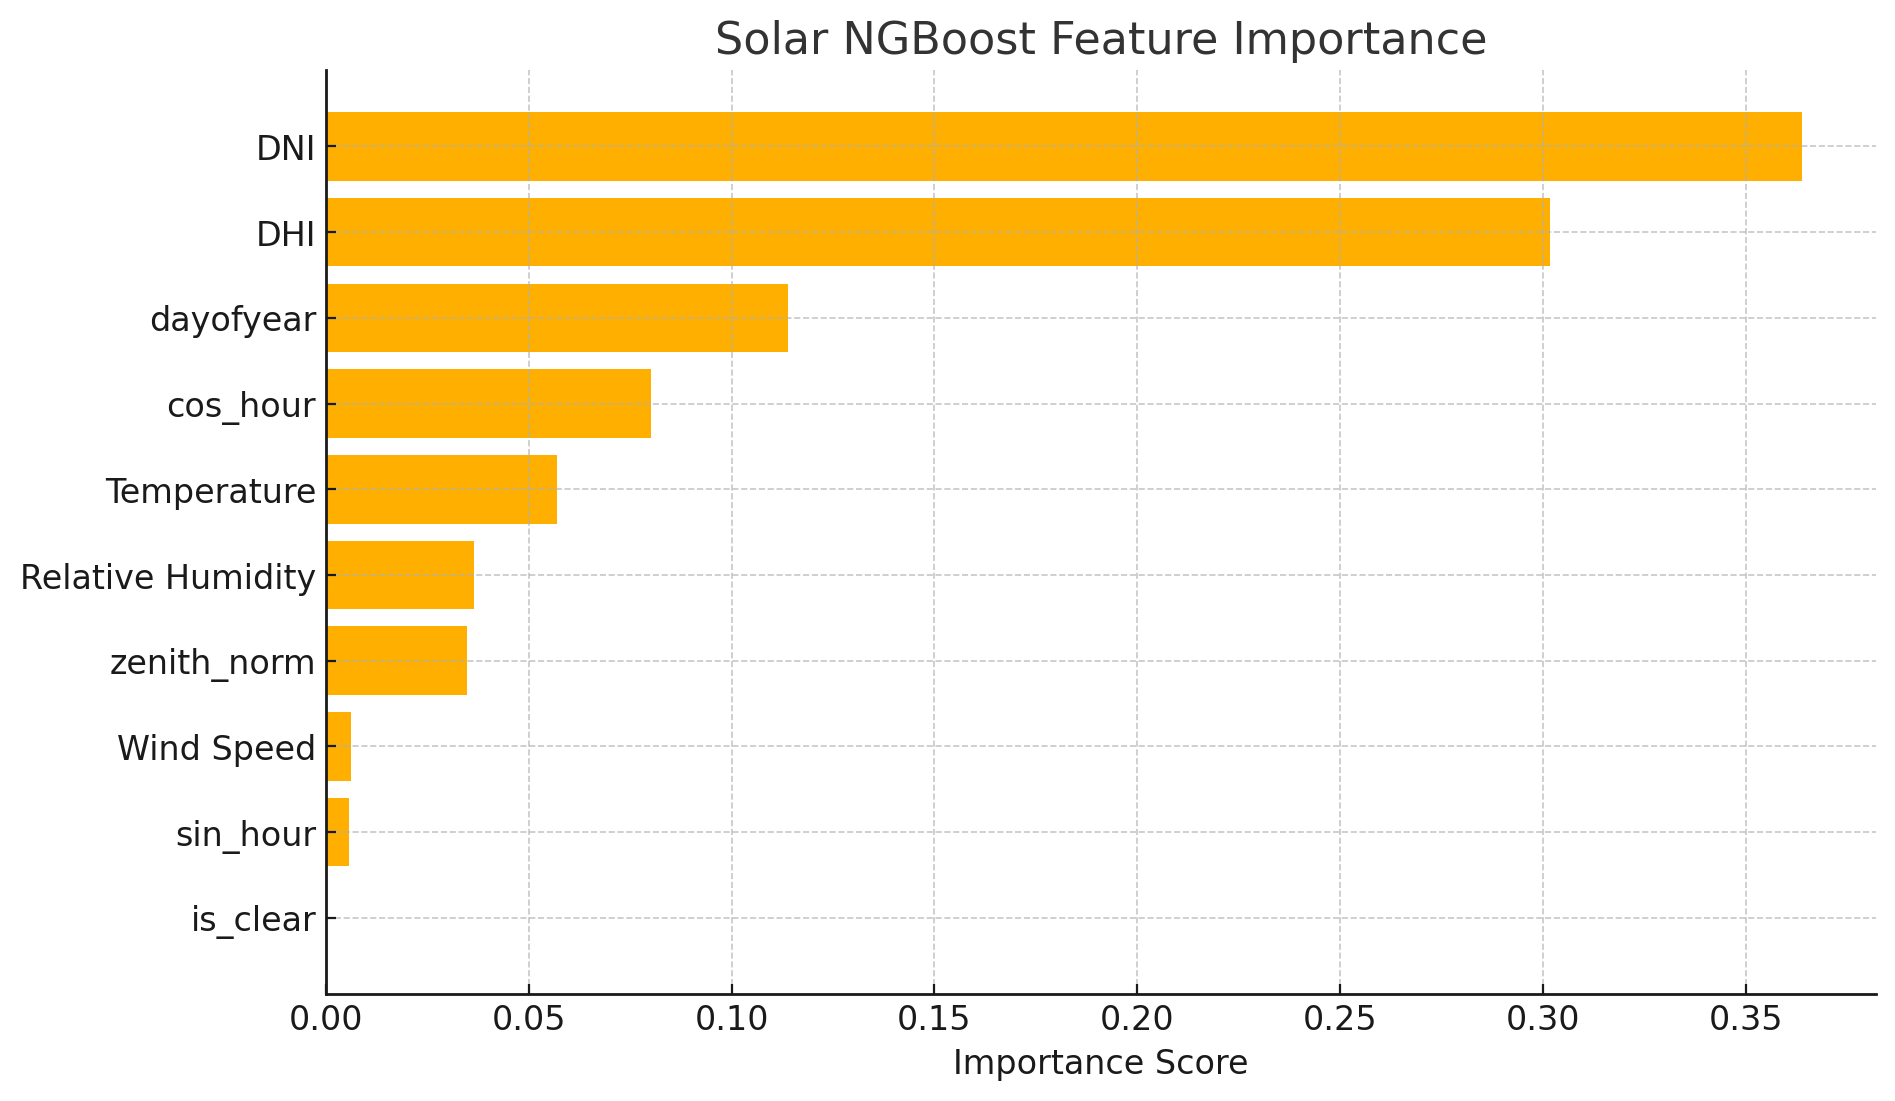 Solar NGBoost Feature Importance
DNI
DHI
dayofyear
cos_hour
Temperature
Relative Humidity
zenith_norm
Wind Speed
sin_hour
is_clear
0.00 0.05 0.10 0.15 0.20 0.25 0.30 0.35
Importance Score